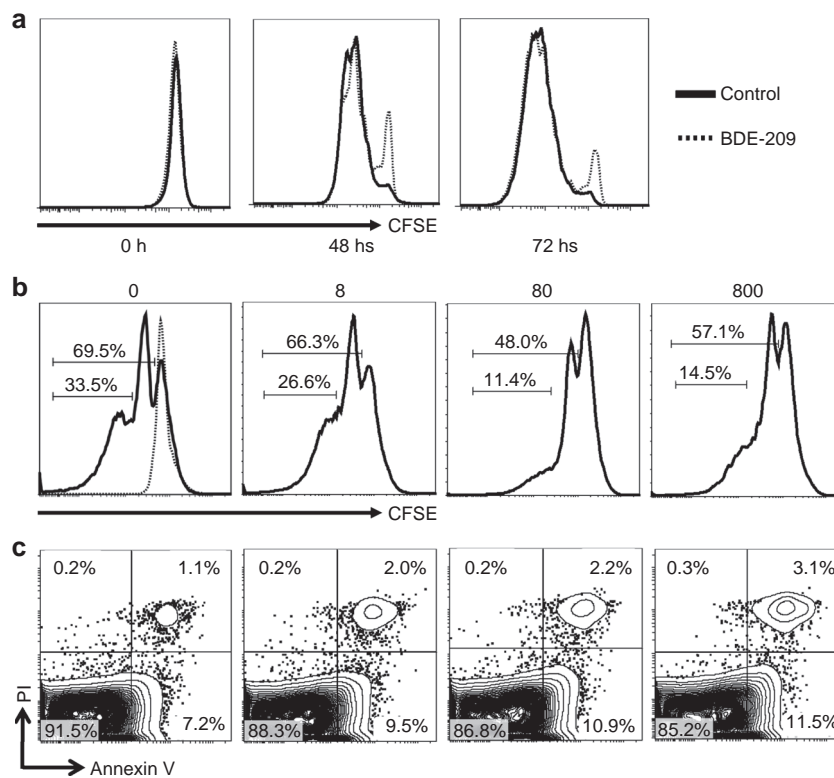 a
Control
BDE-209
CFSE
0 h
48 hs
72 hs
b
0
8
80
800
69.5%
33.5%
66.3%
26.6%
48.0%
11.4%
57.1%
14.5%
CFSE
c
0.2%
1.1%
0.2%
2.0%
0.2%
2.2%
0.3%
3.1%
PI
91.5%
7.2%
88.3%
9.5%
86.8%
10.9%
85.2%
11.5%
Annexin V